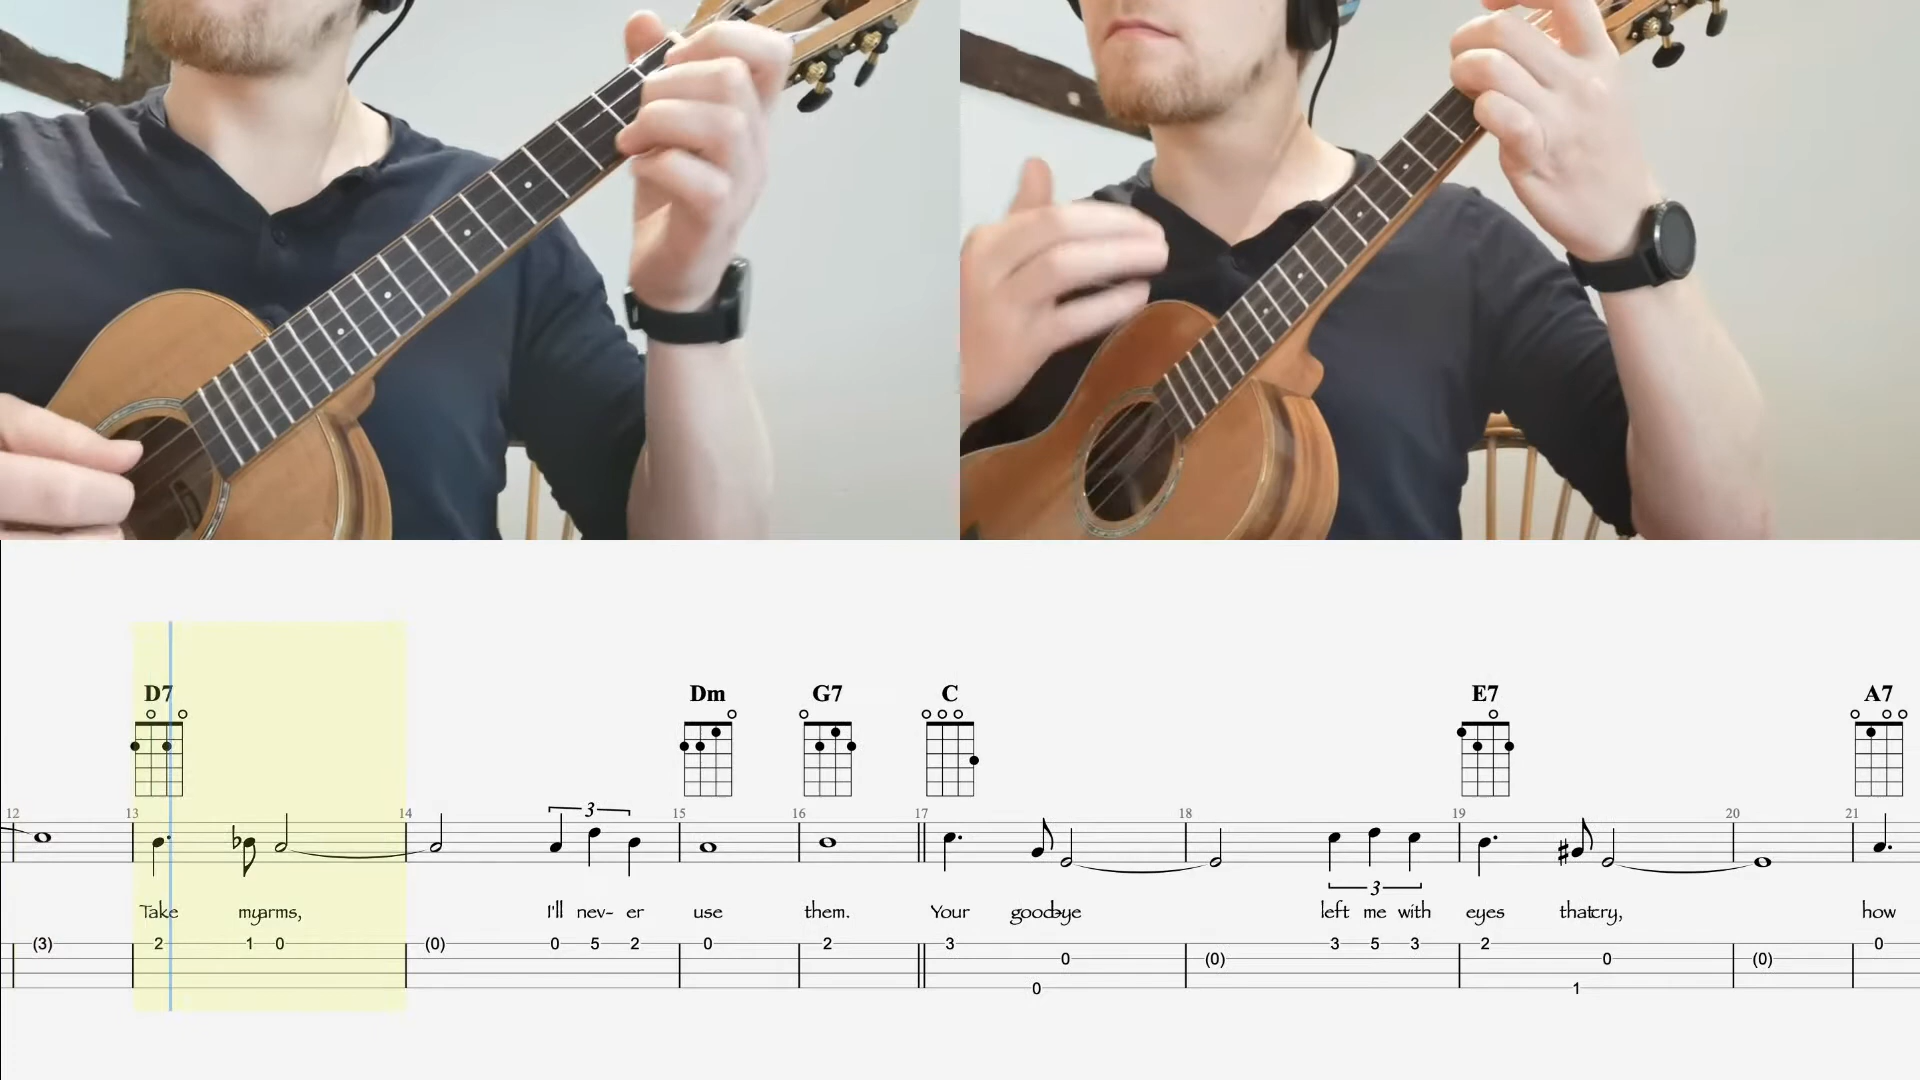 D7 Dm G7 C E7 A7
12 13 14 3 15 16 17 18 19 20 21
3
Take my arms, I'll nev- er use them. Your good-bye left me with eyes that cry, how
(3) 2 1 0 (0) 0 5 2 0 2 3 3 5 3 2 0
0 (0) 0 (0)
0 1